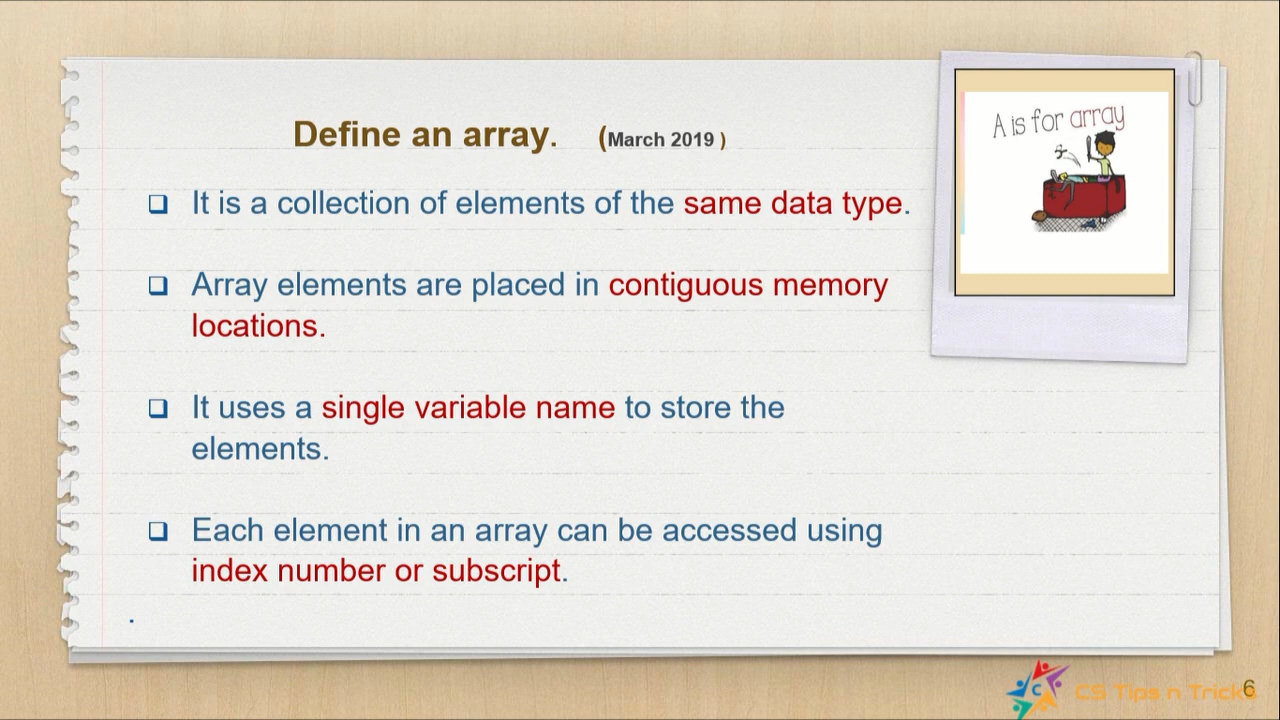 Define an array. (March 2019 )
It is a collection of elements of the same data type.
Array elements are placed in contiguous memory
locations.
It uses a single variable name to store the
elements.
Each element in an array can be accessed using
index number or subscript.
.
A is for array
C CS Tips n Tricks
6